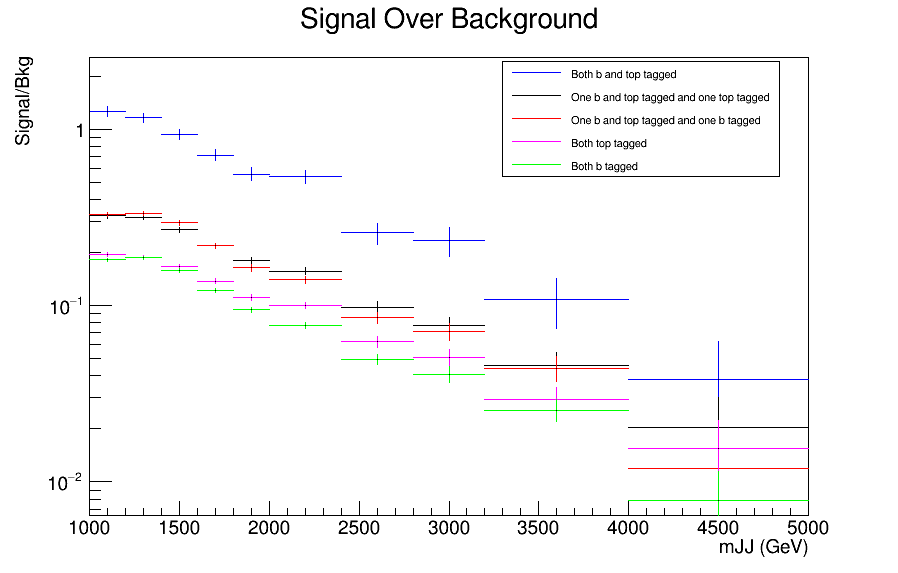 Signal Over Background
Signal/Bkg
Both b and top tagged
One b and top tagged and one top tagged
One b and top tagged and one b tagged
Both top tagged
Both b tagged
1
10⁻¹
10⁻²
1000 1500 2000 2500 3000 3500 4000 4500 5000
mJJ (GeV)